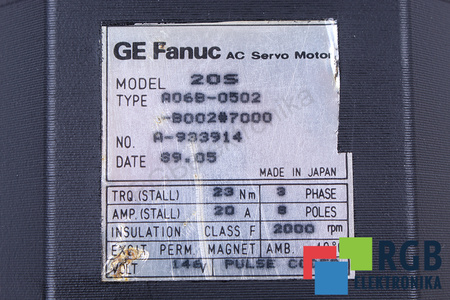 GE Fanuc AC Servo Motor
MODEL 20S
TYPE A06B-0502
-B002#7000
NO. A-933914
DATE 89.05
MADE IN JAPAN
TRQ.(STALL) 23 Nm 3 PHASE
AMP.(STALL) 20 A 8 POLES
INSULATION CLASS F 2000 rpm
EXCIT PERM. MAGNET AMB.
VOLT 146 V PULSE
RGB
ELEKTRONIKA